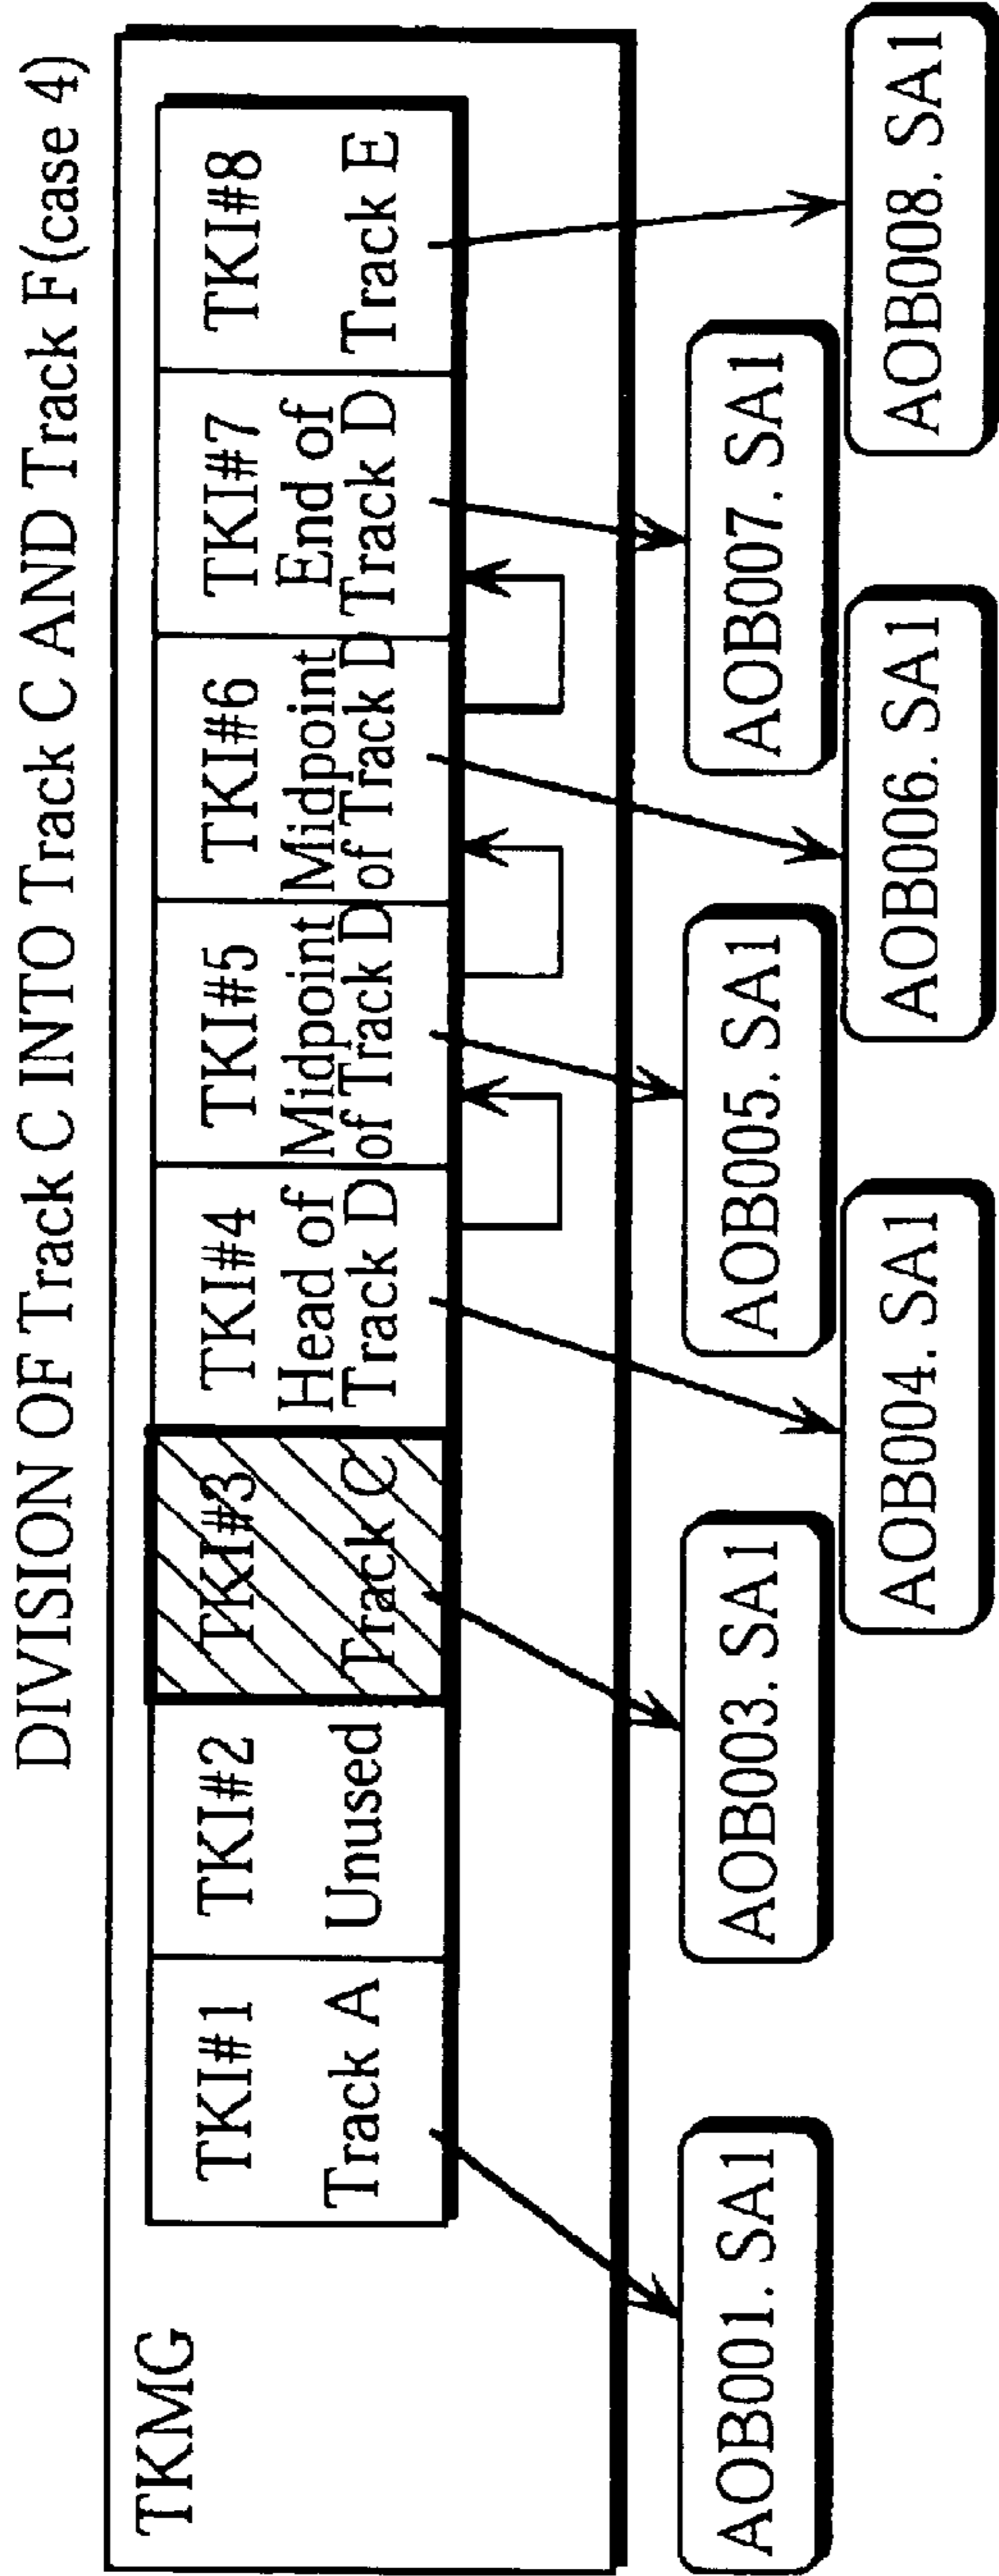 DIVISION OF Track C INTO Track C AND Track F(case 4)
TKMG
TKI#1
Track A
TKI#2
Unused
TKI#3
Track C
TKI#4
Head of
Track D
TKI#5
Midpoint
of Track D
TKI#6
Midpoint
of Track D
TKI#7
End of
Track D
TKI#8
Track E
AOB001. SA1
AOB003. SA1
AOB005. SA1
AOB007. SA1
AOB004. SA1
AOB006. SA1
AOB008. SA1